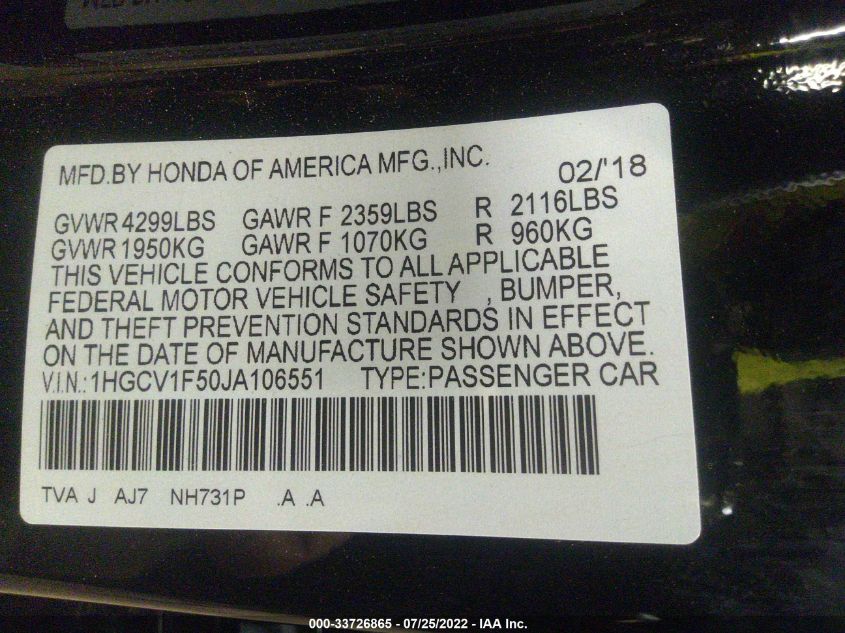 MFD.BY HONDA OF AMERICA MFG.,INC. 02/'18
GVWR 4299LBS GAWR F 2359LBS R 2116LBS
GVWR 1950KG GAWR F 1070KG R 960KG
THIS VEHICLE CONFORMS TO ALL APPLICABLE
FEDERAL MOTOR VEHICLE SAFETY , BUMPER,
AND THEFT PREVENTION STANDARDS IN EFFECT
ON THE DATE OF MANUFACTURE SHOWN ABOVE.
V.I.N.:1HGCV1F50JA106551 TYPE:PASSENGER CAR
TVA J AJ7 NH731P .A .A
000-33726865 - 07/25/2022 - IAA Inc.